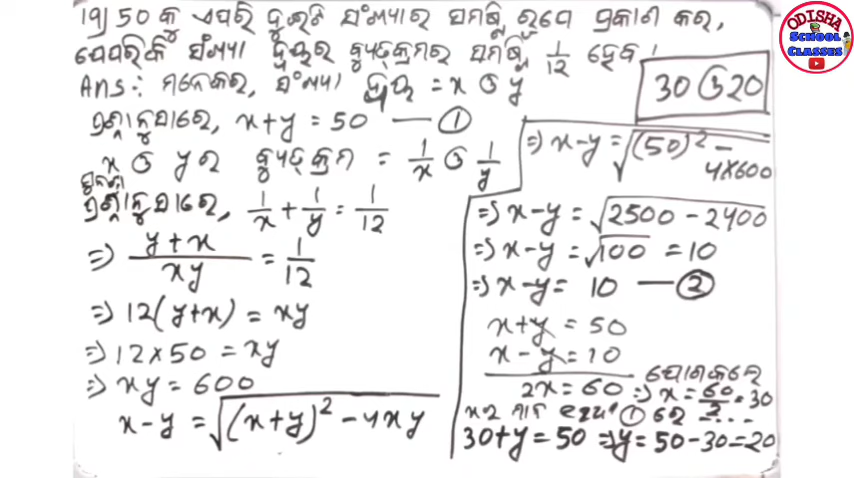 19) 50 କୁ ଏପରି ଦୁଇଟି ସଂଖ୍ୟାର ସମଷ୍ଟି ରୂପେ ପ୍ରକାଶ କର,
ଯେପରିକି ସଂଖ୍ୟା ଦ୍ୱୟର ବ୍ୟୁତ୍କ୍ରମର ସମଷ୍ଟି 1/12 ହେବ।
Ans: ମନେକର, ସଂଖ୍ୟା ଦ୍ୱୟ = x ଓ y
ପ୍ରଶ୍ନାନୁସାରେ, x+y = 50 — ①
x ଓ y ର ବ୍ୟୁତ୍କ୍ରମ = 1/x ଓ 1/y
ପୁନଶ୍ଚ
ପ୍ରଶ୍ନାନୁସାରେ, 1/x + 1/y = 1/12
⇒ (y+x)/xy = 1/12
⇒ 12(y+x) = xy
⇒ 12×50 = xy
⇒ xy = 600
x-y = √((x+y)² - 4xy)
30 ଓ 20
⇒ x-y = √((50)² - 4×600)
⇒ x-y = √(2500 - 2400)
⇒ x-y = √100 = 10
⇒ x-y = 10 — ②
x+y = 50
x-y = 10
ଯୋଗକଲେ
2x = 60 ⇒ x = 60/2 = 30
x ର ମାନ ସମୀ ① ରେ ....
30+y = 50 ⇒ y = 50-30 = 20
ODISHA
School
CLASSES